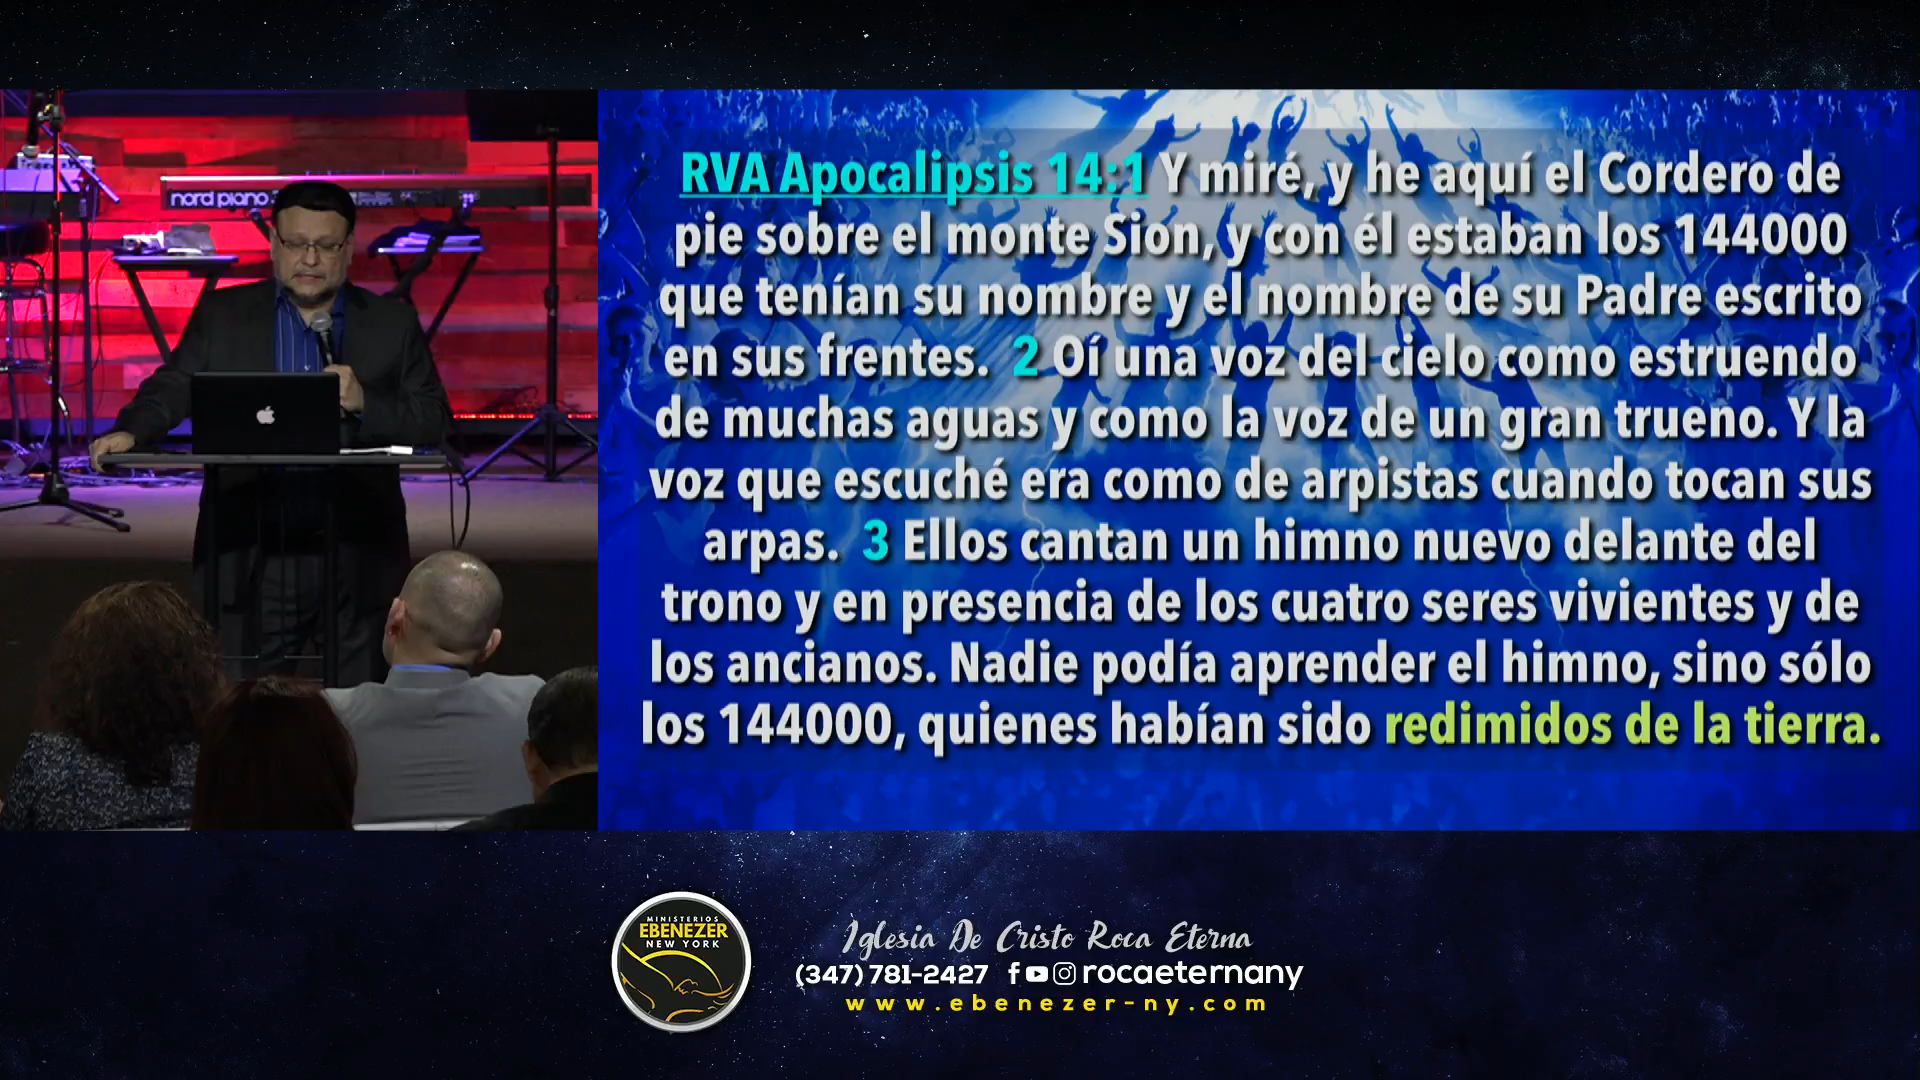 nord piano
RVA Apocalipsis 14:1 Y miré, y he aquí el Cordero de
pie sobre el monte Sion, y con él estaban los 144000
que tenían su nombre y el nombre de su Padre escrito
en sus frentes. 2 Oí una voz del cielo como estruendo
de muchas aguas y como la voz de un gran trueno. Y la
voz que escuché era como de arpistas cuando tocan sus
arpas. 3 Ellos cantan un himno nuevo delante del
trono y en presencia de los cuatro seres vivientes y de
los ancianos. Nadie podía aprender el himno, sino sólo
los 144000, quienes habían sido redimidos de la tierra.
MINISTERIOS
EBENEZER
NEW YORK
Iglesia De Cristo Roca Eterna
(347) 781-2427 rocaeternany
www.ebenezer-ny.com